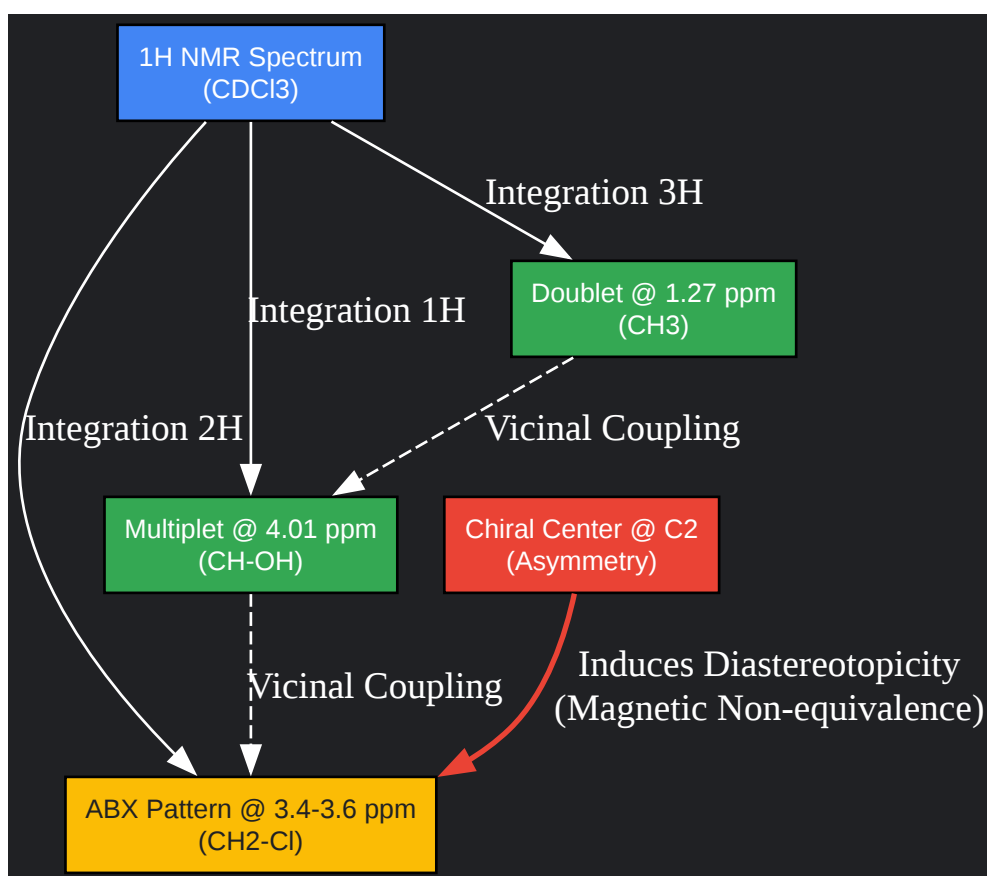 1H NMR Spectrum
(CDCl3)
Integration 3H
Doublet @ 1.27 ppm
(CH3)
Integration 1H
Integration 2H
Vicinal Coupling
Multiplet @ 4.01 ppm
(CH-OH)
Chiral Center @ C2
(Asymmetry)
Vicinal Coupling
Induces Diastereotopicity
(Magnetic Non-equivalence)
ABX Pattern @ 3.4-3.6 ppm
(CH2-Cl)